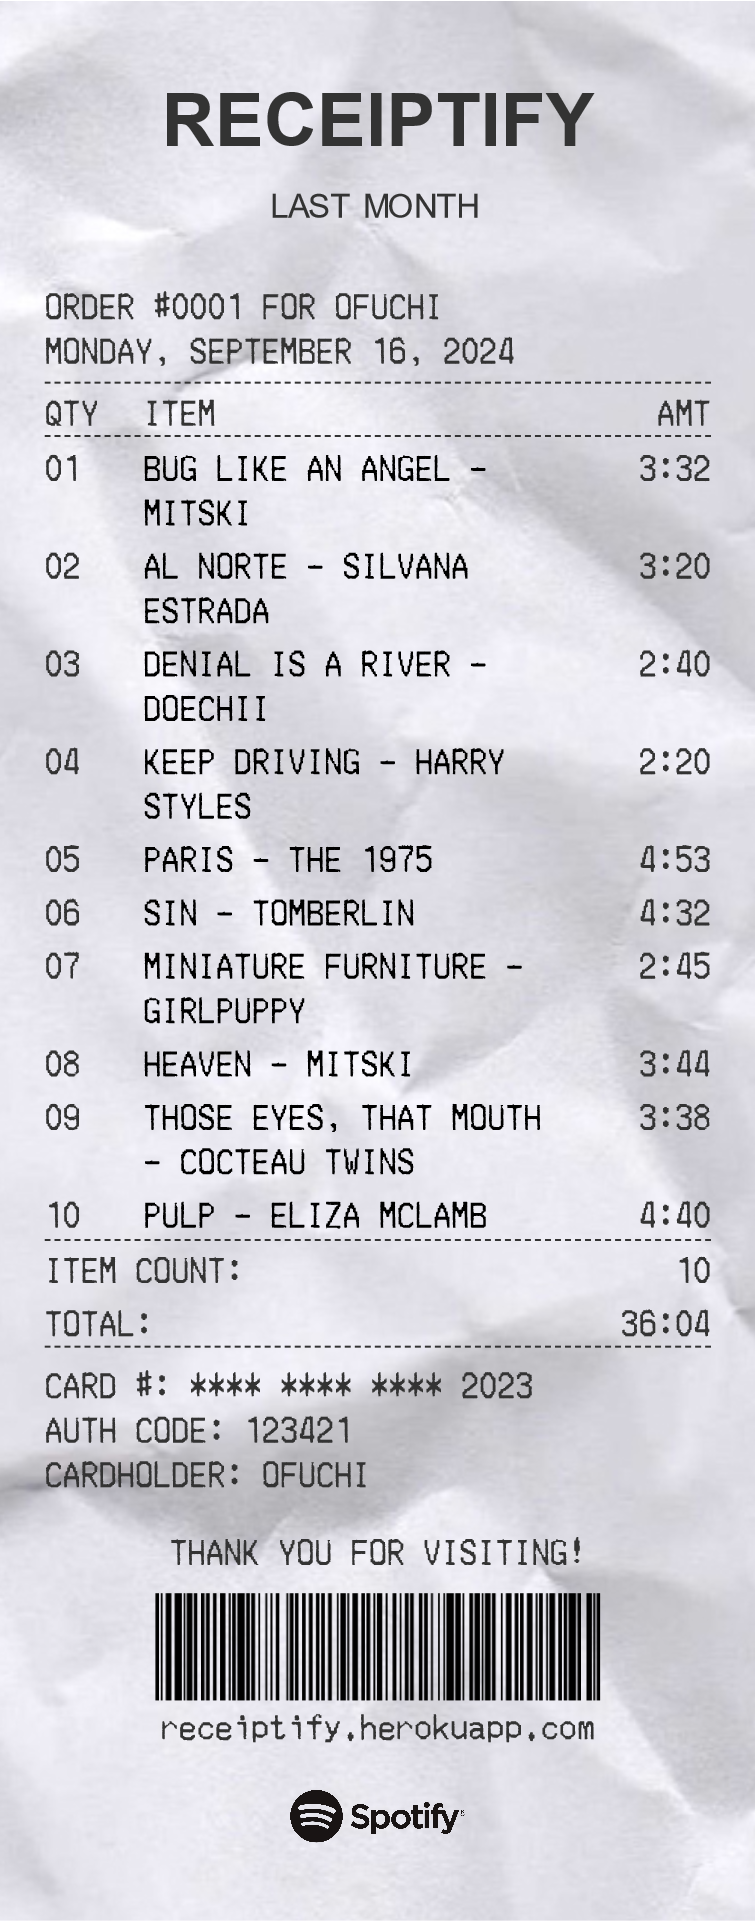 RECEIPTIFY
LAST MONTH
ORDER #0001 FOR OFUCHI
MONDAY, SEPTEMBER 16, 2024
QTY ITEM AMT
01 BUG LIKE AN ANGEL - 3:32
MITSKI
02 AL NORTE - SILVANA 3:20
ESTRADA
03 DENIAL IS A RIVER - 2:40
DOECHII
04 KEEP DRIVING - HARRY 2:20
STYLES
05 PARIS - THE 1975 4:53
06 SIN - TOMBERLIN 4:32
07 MINIATURE FURNITURE - 2:45
GIRLPUPPY
08 HEAVEN - MITSKI 3:44
09 THOSE EYES, THAT MOUTH 3:38
- COCTEAU TWINS
10 PULP - ELIZA MCLAMB 4:40
ITEM COUNT: 10
TOTAL: 36:04
CARD #: **** **** **** 2023
AUTH CODE: 123421
CARDHOLDER: OFUCHI
THANK YOU FOR VISITING!
receiptify.herokuapp.com
Spotify